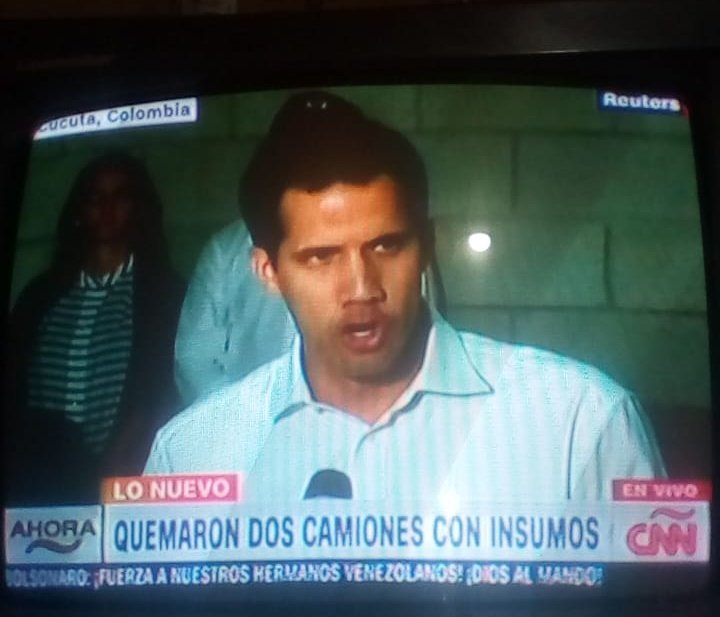 Cucuta, Colombia
Reuters
LO NUEVO
EN VIVO
AHORA
QUEMARON DOS CAMIONES CON INSUMOS
CNN
BOLSONARO: ¡FUERZA A NUESTROS HERMANOS VENEZOLANOS! ¡DIOS AL MANDO!